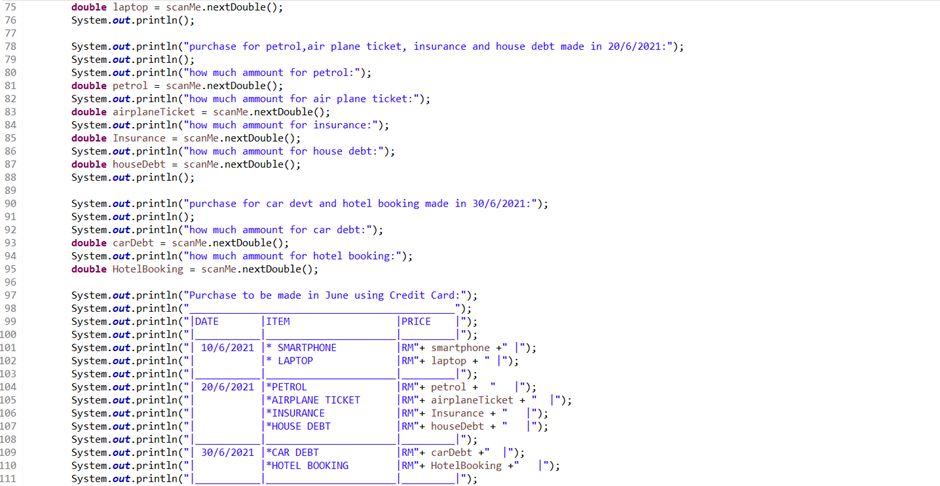 75 double laptop = scanMe.nextDouble();
76 System.out.println();
77
78 System.out.println("purchase for petrol,air plane ticket, insurance and house debt made in 20/6/2021:");
79 System.out.println();
80 System.out.println("how much ammount for petrol:");
81 double petrol = scanMe.nextDouble();
82 System.out.println("how much ammount for air plane ticket:");
83 double airplaneTicket = scanMe.nextDouble();
84 System.out.println("how much ammount for insurance:");
85 double Insurance = scanMe.nextDouble();
86 System.out.println("how much ammount for house debt:");
87 double houseDebt = scanMe.nextDouble();
88 System.out.println();
89
90 System.out.println("purchase for car devt and hotel booking made in 30/6/2021:");
91 System.out.println();
92 System.out.println("how much ammount for car debt:");
93 double carDebt = scanMe.nextDouble();
94 System.out.println("how much ammount for hotel booking:");
95 double HotelBooking = scanMe.nextDouble();
96
97 System.out.println("Purchase to be made in June using Credit Card:");
98 System.out.println("_________________________________________");
99 System.out.println("|DATE      |ITEM                |PRICE    |");
100 System.out.println("|__________|____________________|_________|");
101 System.out.println("| 10/6/2021 |* SMARTPHONE         |RM"+ smartphone +" |");
102 System.out.println("|          |* LAPTOP             |RM"+ laptop + " |");
103 System.out.println("|__________|____________________|_________|");
104 System.out.println("| 20/6/2021 |*PETROL              |RM"+ petrol +  "   |");
105 System.out.println("|          |*AIRPLANE TICKET     |RM"+ airplaneTicket + "  |");
106 System.out.println("|          |*INSURANCE           |RM"+ Insurance + "   |");
107 System.out.println("|          |*HOUSE DEBT          |RM"+ houseDebt + "   |");
108 System.out.println("|__________|____________________|_________|");
109 System.out.println("| 30/6/2021 |*CAR DEBT            |RM"+ carDebt +"  |");
110 System.out.println("|          |*HOTEL BOOKING       |RM"+ HotelBooking +"   |");
111 System.out.println("|__________|____________________|_________|");